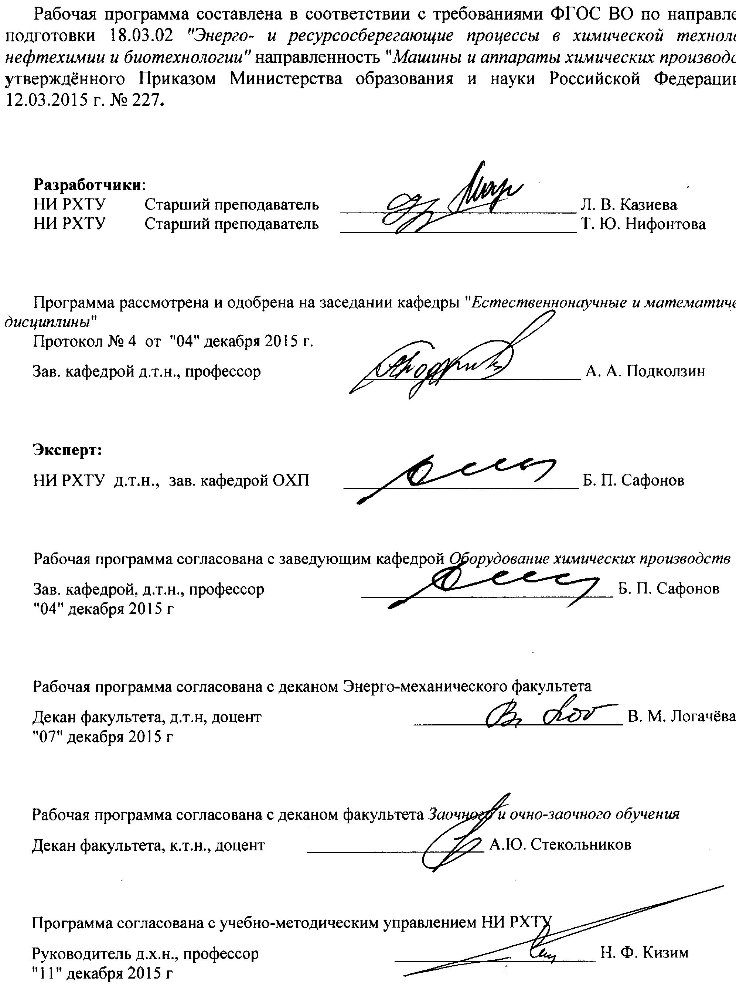 Рабочая программа составлена в соответствии с требованиями ФГОС ВО по направле
подготовки 18.03.02 "Энерго- и ресурсосберегающие процессы в химической техноло
нефтехимии и биотехнологии" направленность "Машины и аппараты химических производс
утверждённого Приказом Министерства образования и науки Российской Федерации
12.03.2015 г. № 227.
Разработчики:
НИ РХТУ Старший преподаватель Л. В. Казиева
НИ РХТУ Старший преподаватель Т. Ю. Нифонтова
Программа рассмотрена и одобрена на заседании кафедры "Естественнонаучные и математиче
дисциплины"
Протокол № 4 от "04" декабря 2015 г.
Зав. кафедрой д.т.н., профессор А. А. Подколзин
Эксперт:
НИ РХТУ д.т.н., зав. кафедрой ОХП Б. П. Сафонов
Рабочая программа согласована с заведующим кафедрой Оборудование химических производств
Зав. кафедрой, д.т.н., профессор Б. П. Сафонов
"04" декабря 2015 г
Рабочая программа согласована с деканом Энерго-механического факультета
Декан факультета, д.т.н, доцент В. М. Логачёва
"07" декабря 2015 г
Рабочая программа согласована с деканом факультета Заочного и очно-заочного обучения
Декан факультета, к.т.н., доцент А.Ю. Стекольников
Программа согласована с учебно-методическим управлением НИ РХТУ
Руководитель д.х.н., профессор Н. Ф. Кизим
"11" декабря 2015 г